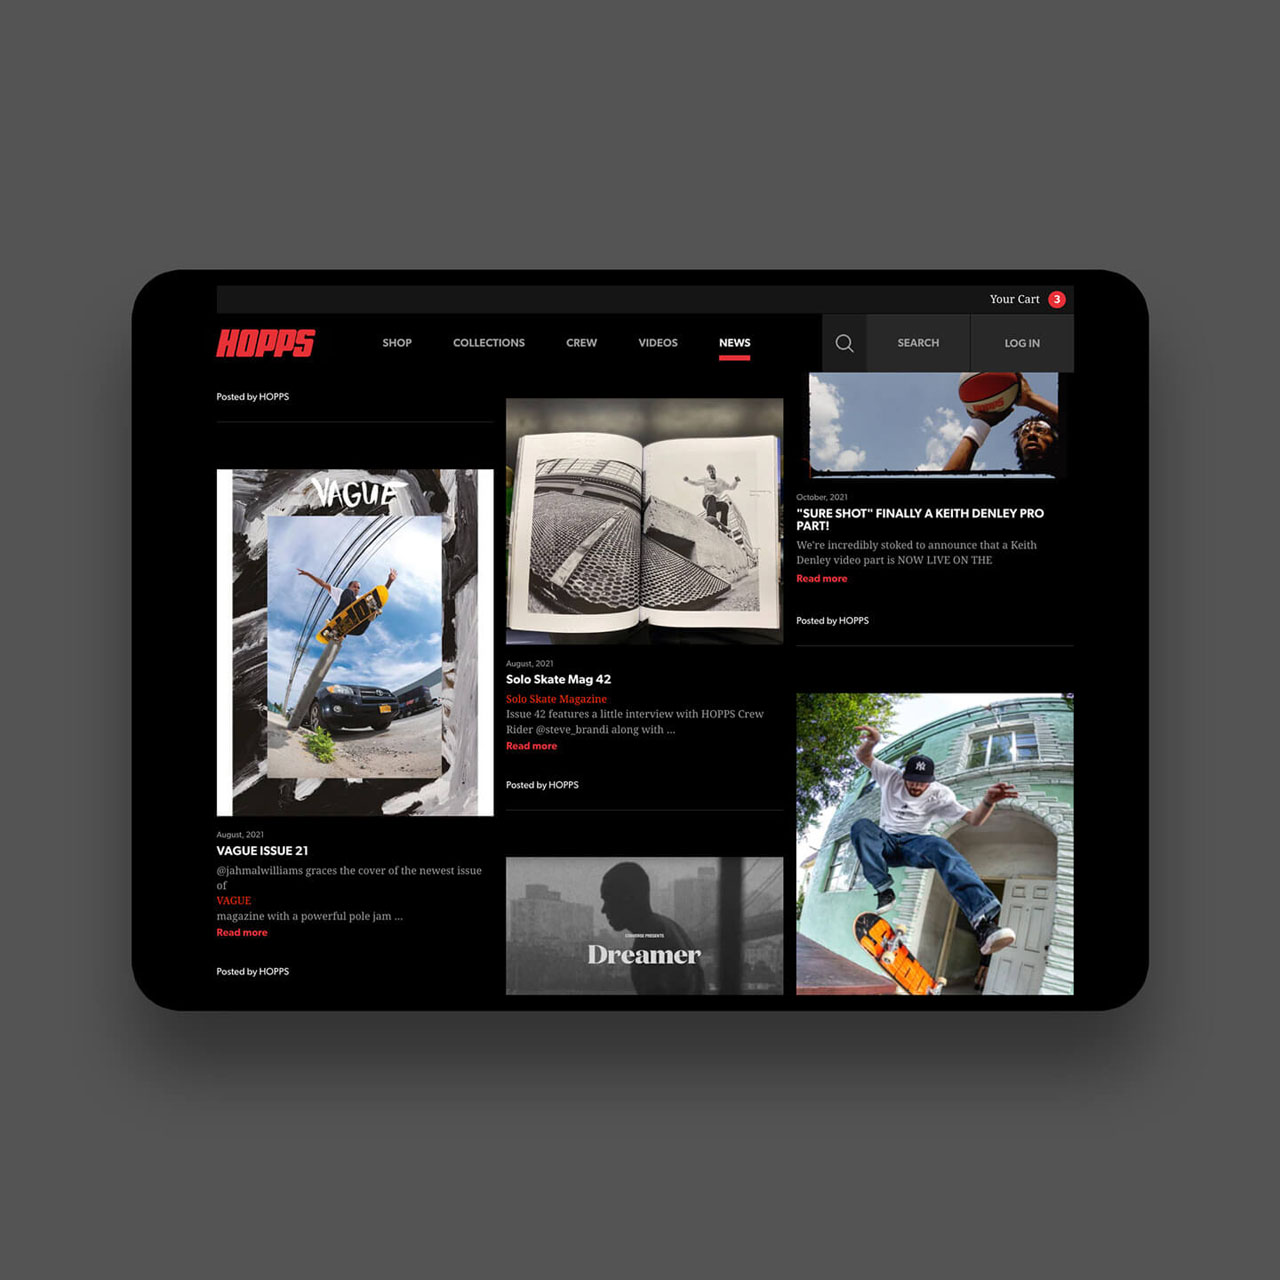 Your Cart 3
HOPPS
SHOP COLLECTIONS CREW VIDEOS NEWS
SEARCH
LOG IN
Posted by HOPPS
VAGUE
August, 2021
VAGUE ISSUE 21
@jahmalwilliams graces the cover of the newest issue
of
VAGUE
magazine with a powerful pole jam ...
Read more
Posted by HOPPS
August, 2021
Solo Skate Mag 42
Solo Skate Magazine
Issue 42 features a little interview with HOPPS Crew
Rider @steve_brandi along with ...
Read more
Posted by HOPPS
CONVERSE PRESENTS
Dreamer
HOPPS
October, 2021
"SURE SHOT" FINALLY A KEITH DENLEY PRO
PART!
We're incredibly stoked to announce that a Keith
Denley video part is NOW LIVE ON THE
Read more
Posted by HOPPS
NY